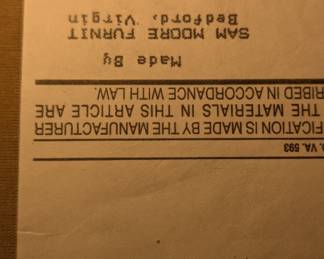 . VA. 593
FICATION IS MADE BY THE MANUFACTURER
THE MATERIALS IN THIS ARTICLE ARE
RIBED IN ACCORDANCE WITH LAW.
Made By
SAM MOORE FURNIT
Bedford, Virgin